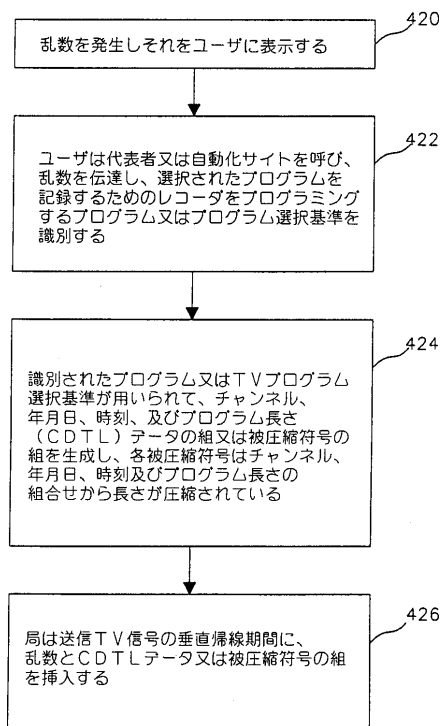 乱数を発生しそれをユーザに表示する
420
ユーザは代表者又は自動化サイトを呼び、
乱数を伝達し、選択されたプログラムを
記録するためのレコーダをプログラミング
するプログラム又はプログラム選択基準を
識別する
422
識別されたプログラム又はTVプログラム
選択基準が用いられて、チャンネル、
年月日、時刻、及びプログラム長さ
(CDTL)データの組又は被圧縮符号の
組を生成し、各被圧縮符号はチャンネル、
年月日、時刻及びプログラム長さの
組合せから長さが圧縮されている
424
局は送信TV信号の垂直帰線期間に、
乱数とCDTLデータ又は被圧縮符号の組
を挿入する
426